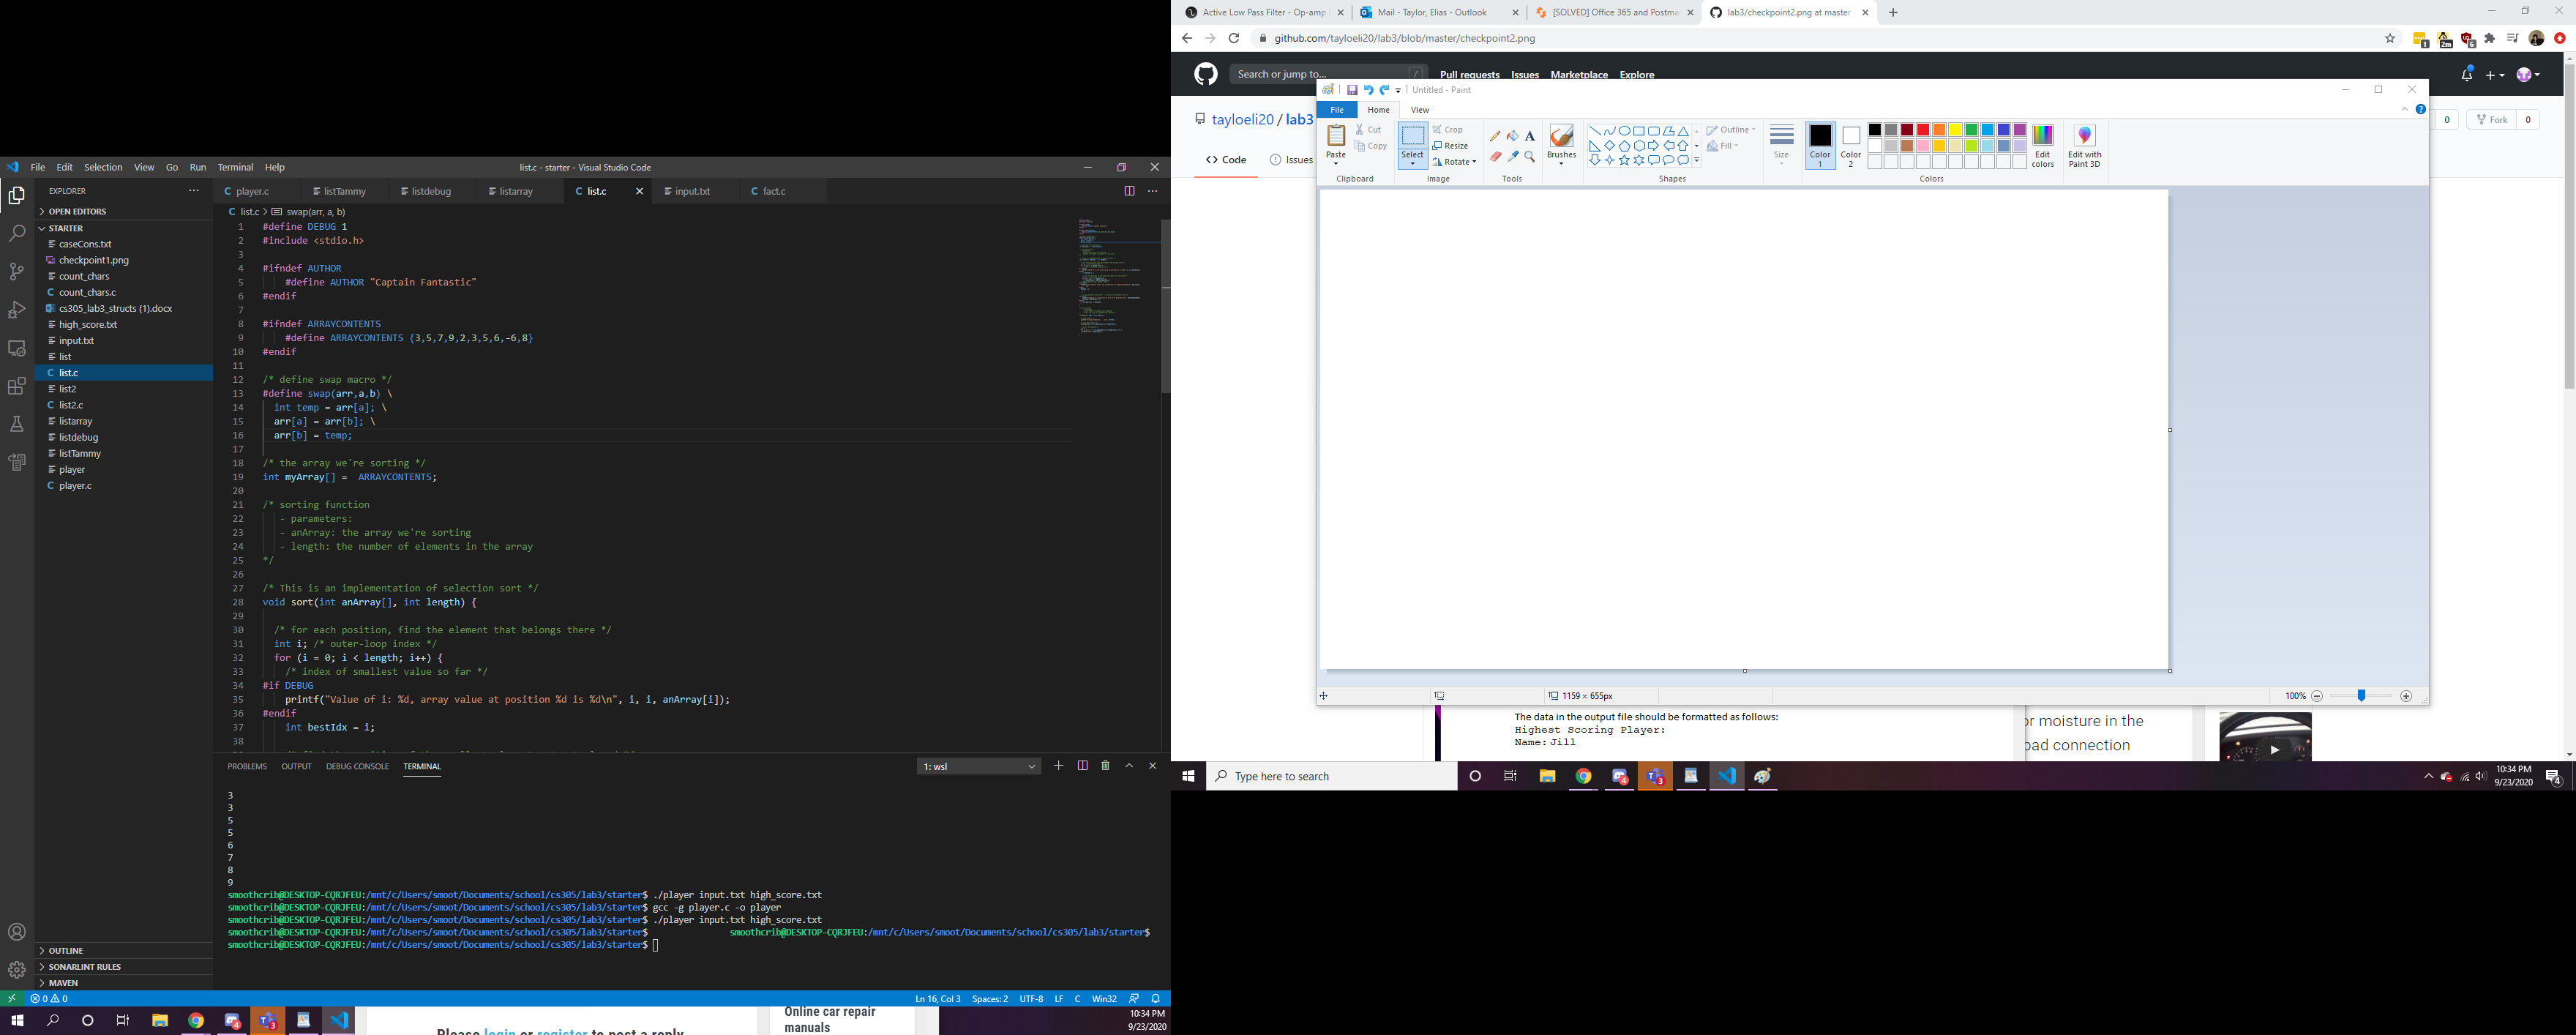 File Edit Selection View Go Run Terminal Help
list.c - starter - Visual Studio Code
EXPLORER
OPEN EDITORS
STARTER
caseCons.txt
checkpoint1.png
count_chars
count_chars.c
cs305_lab3_structs (1).docx
high_score.txt
input.txt
list
list.c
list2
list2.c
listarray
listdebug
listTammy
player
player.c
OUTLINE
SONARLINT RULES
MAVEN
player.c listTammy listdebug listarray list.c input.txt fact.c
list.c > swap(arr, a, b)
1 #define DEBUG 1
2 #include <stdio.h>
3
4 #ifndef AUTHOR
5 #define AUTHOR "Captain Fantastic"
6 #endif
7
8 #ifndef ARRAYCONTENTS
9 #define ARRAYCONTENTS {3,5,7,9,2,3,5,6,-6,8}
10 #endif
11
12 /* define swap macro */
13 #define swap(arr,a,b) \
14 int temp = arr[a]; \
15 arr[a] = arr[b]; \
16 arr[b] = temp;
17
18 /* the array we're sorting */
19 int myArray[] =  ARRAYCONTENTS;
20
21 /* sorting function
22 - parameters:
23 - anArray: the array we're sorting
24 - length: the number of elements in the array
25 */
26
27 /* This is an implementation of selection sort */
28 void sort(int anArray[], int length) {
29
30 /* for each position, find the element that belongs there */
31 int i; /* outer-loop index */
32 for (i = 0; i < length; i++) {
33 /* index of smallest value so far */
34 #if DEBUG
35 printf("Value of i: %d, array value at position %d is %d\n", i, i, anArray[i]);
36 #endif
37 int bestIdx = i;
38
PROBLEMS OUTPUT DEBUG CONSOLE TERMINAL
1: wsl
3
3
5
5
6
7
8
9
smoothcrib@DESKTOP-CQRJFEU:/mnt/c/Users/smoot/Documents/school/cs305/lab3/starter$ ./player input.txt high_score.txt
smoothcrib@DESKTOP-CQRJFEU:/mnt/c/Users/smoot/Documents/school/cs305/lab3/starter$ gcc -g player.c -o player
smoothcrib@DESKTOP-CQRJFEU:/mnt/c/Users/smoot/Documents/school/cs305/lab3/starter$ ./player input.txt high_score.txt
smoothcrib@DESKTOP-CQRJFEU:/mnt/c/Users/smoot/Documents/school/cs305/lab3/starter$ smoothcrib@DESKTOP-CQRJFEU:/mnt/c/Users/smoot/Documents/school/cs305/lab3/starter$
smoothcrib@DESKTOP-CQRJFEU:/mnt/c/Users/smoot/Documents/school/cs305/lab3/starter$
0 0
Ln 16, Col 3 Spaces: 2 UTF-8 LF C Win32
Please login or register to post a reply
Online car repair
manuals
10:34 PM
9/23/2020
Active Low Pass Filter - Op-amp
Mail - Taylor, Elias - Outlook
[SOLVED] Office 365 and Postma
lab3/checkpoint2.png at master
github.com/tayloeli20/lab3/blob/master/checkpoint2.png
Search or jump to...
Pull requests Issues Marketplace Explore
tayloeli20 / lab3
Code Issues
0 Fork 0
Untitled - Paint
File Home View
Paste Cut Copy
Clipboard
Select Crop Resize Rotate
Image
Tools
Brushes
Outline
Fill
Shapes
Size
Color 1
Color 2
Edit colors
Colors
Edit with Paint 3D
1159 × 655px
100%
The data in the output file should be formatted as follows:
Highest Scoring Player:
Name: Jill
or moisture in the
connection
Type here to search
10:34 PM
9/23/2020